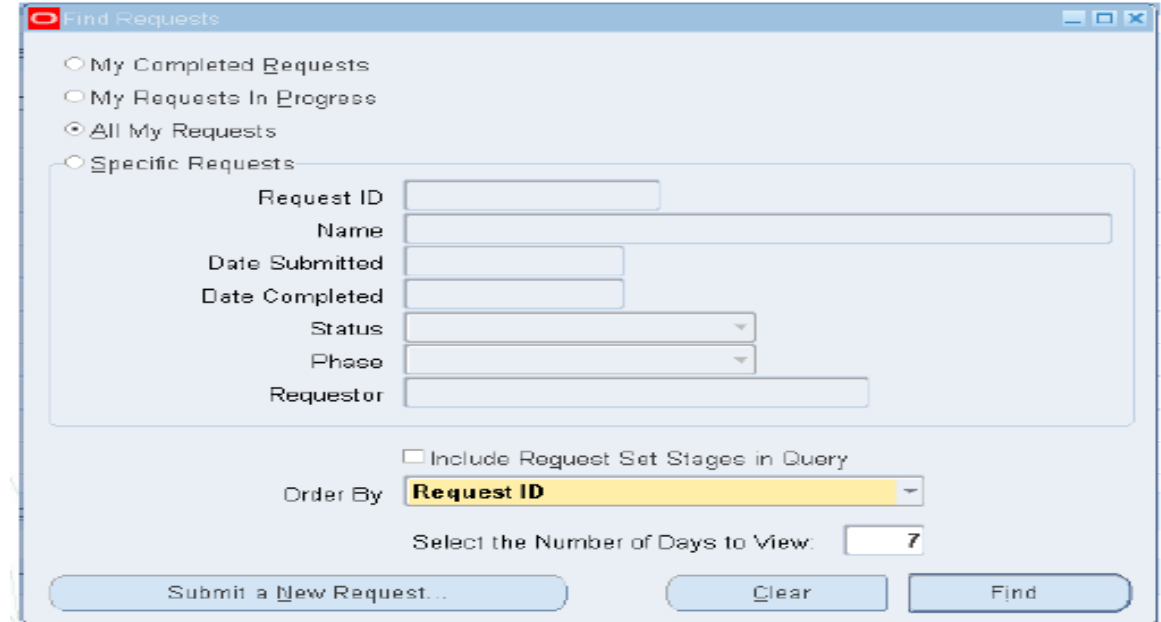 Find Requests
My Completed Requests
My Requests In Progress
All My Requests
Specific Requests
Request ID
Name
Date Submitted
Date Completed
Status
Phase
Requestor
Include Request Set Stages in Query
Order By Request ID
Select the Number of Days to View: 7
Submit a New Request... Clear Find